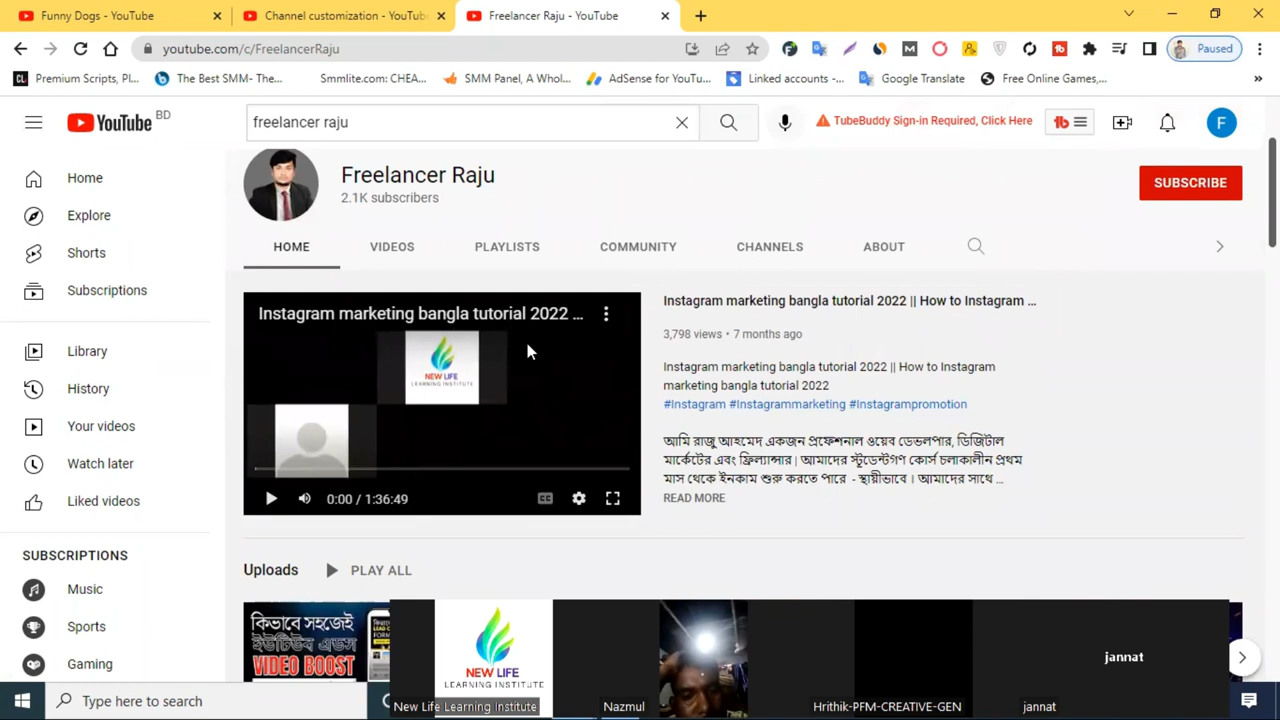 Funny Dogs - YouTube
Channel customization - YouTube
Freelancer Raju - YouTube
youtube.com/c/FreelancerRaju
Paused
Premium Scripts, Pl...
The Best SMM- The...
Smmlite.com: CHEA...
SMM Panel, A Whol...
AdSense for YouTu...
Linked accounts -...
Google Translate
Free Online Games,...
YouTube
BD
freelancer raju
TubeBuddy Sign-in Required, Click Here
F
Home
Explore
Shorts
Subscriptions
Library
History
Your videos
Watch later
Liked videos
SUBSCRIPTIONS
Music
Sports
Gaming
Freelancer Raju
2.1K subscribers
SUBSCRIBE
HOME
VIDEOS
PLAYLISTS
COMMUNITY
CHANNELS
ABOUT
Instagram marketing bangla tutorial 2022 ...
NEW LIFE
LEARNING INSTITUTE
0:00 / 1:36:49
Instagram marketing bangla tutorial 2022 || How to Instagram ...
3,798 views • 7 months ago
Instagram marketing bangla tutorial 2022 || How to Instagram
marketing bangla tutorial 2022
#Instagram #Instagrammarketing #Instagrampromotion
আমি রাজু আহমেদ একজন প্রফেশনাল ওয়েব ডেভলপার, ডিজিটাল
মার্কেটের এবং ফ্রিল্যান্সার | আমাদের স্টূডেন্টগণ কোর্স চলাকালীন প্রথম
মাস থেকে ইনকাম শুরু করতে পারে - স্থায়ীভাবে । আমাদের সাথে ...
READ MORE
Uploads
PLAY ALL
কিভাবে সহজেই
ইউটিউব এডস
VIDEO BOOST
NEW LIFE
LEARNING INSTITUTE
New Life Learning Institute
Nazmul
Hrithik-PFM-CREATIVE-GEN
jannat
jannat
Type here to search